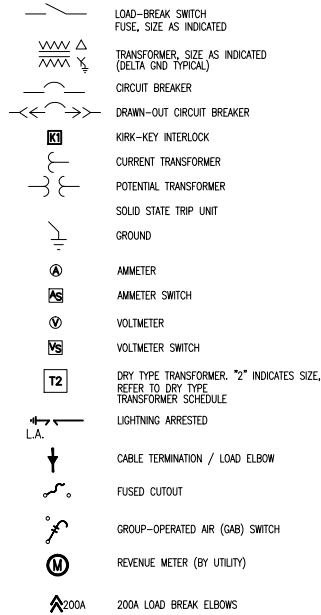 LOAD-BREAK SWITCH
FUSE, SIZE AS INDICATED
TRANSFORMER, SIZE AS INDICATED
(DELTA GND TYPICAL)
CIRCUIT BREAKER
DRAWN-OUT CIRCUIT BREAKER
K1 KIRK-KEY INTERLOCK
CURRENT TRANSFORMER
POTENTIAL TRANSFORMER
SOLID STATE TRIP UNIT
GROUND
A AMMETER
AS AMMETER SWITCH
V VOLTMETER
VS VOLTMETER SWITCH
T2 DRY TYPE TRANSFORMER. "2" INDICATES SIZE,
REFER TO DRY TYPE
TRANSFORMER SCHEDULE
LIGHTNING ARRESTED
L.A.
CABLE TERMINATION / LOAD ELBOW
FUSED CUTOUT
GROUP-OPERATED AIR (GAB) SWITCH
M REVENUE METER (BY UTILITY)
200A 200A LOAD BREAK ELBOWS